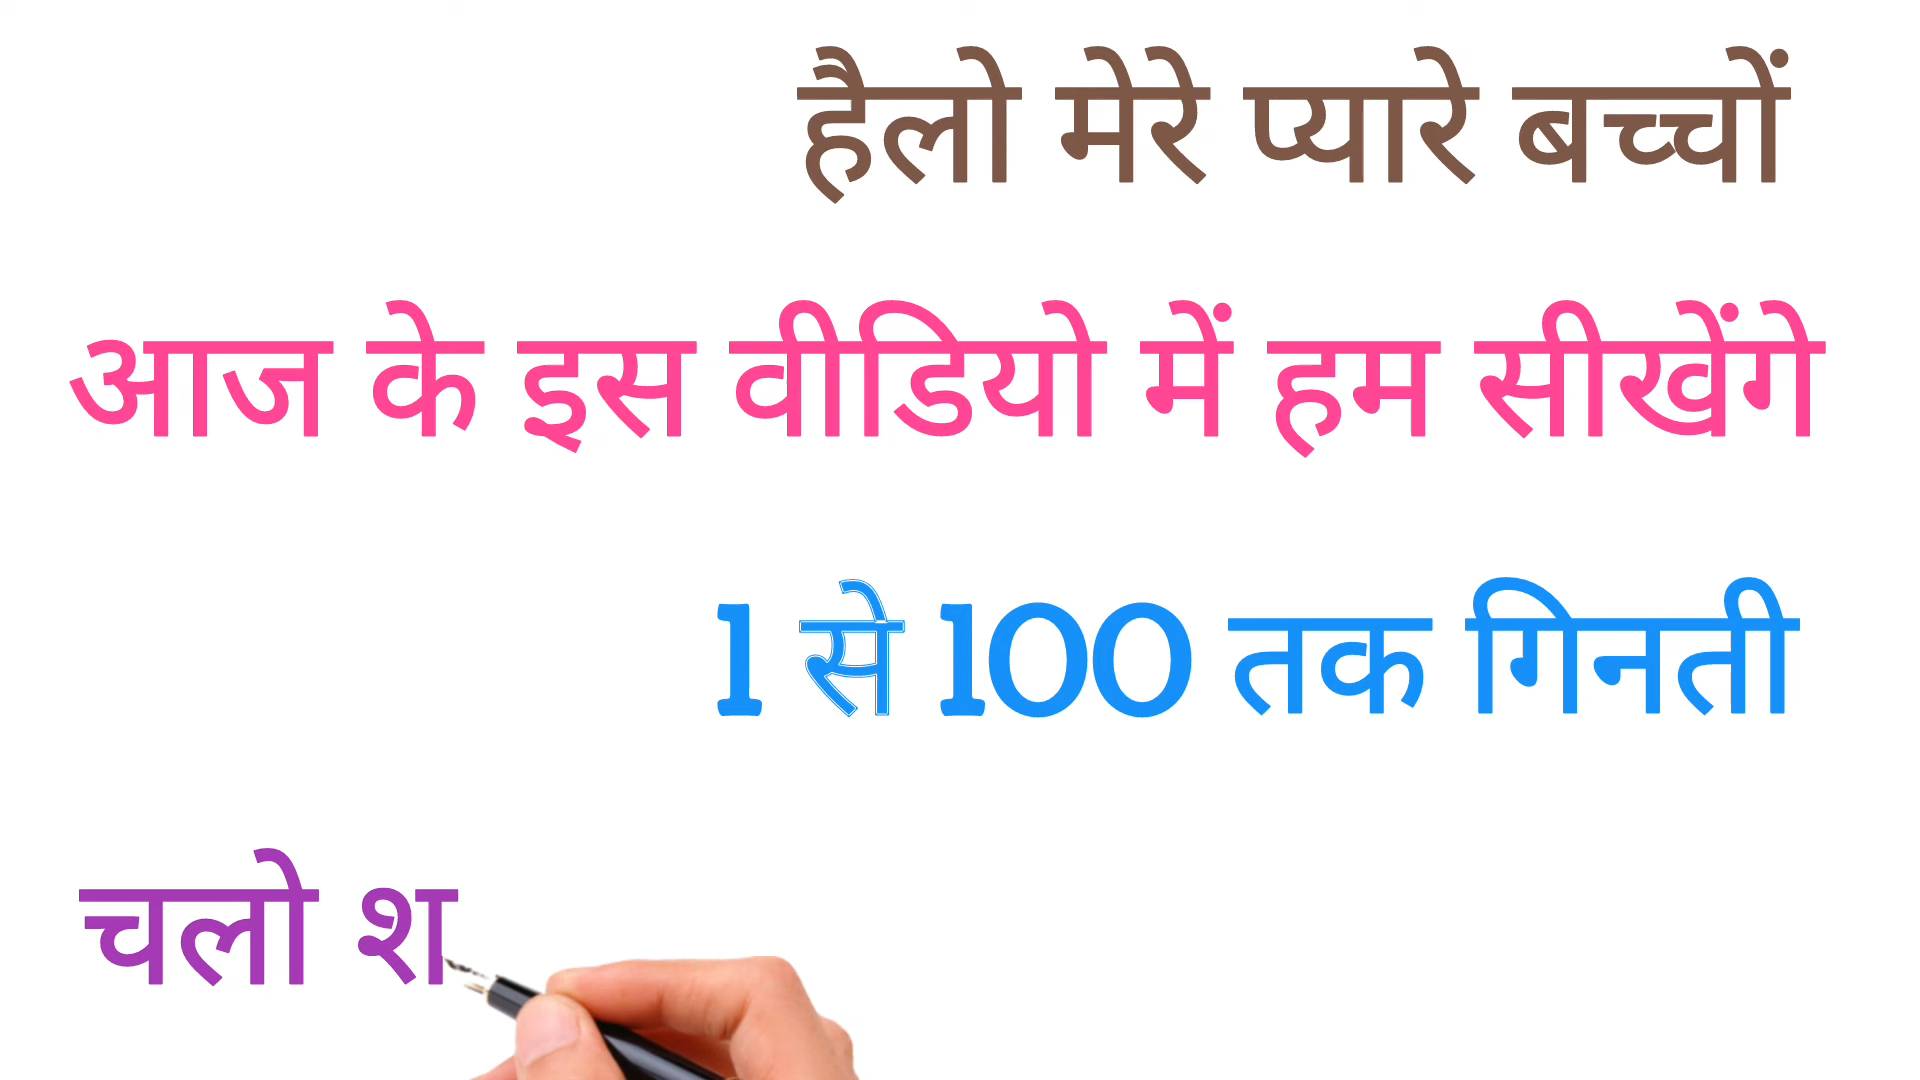 हैलो मेरे प्यारे बच्चों
आज के इस वीडियो में हम सीखेंगे
1 से 100 तक गिनती
चलो श